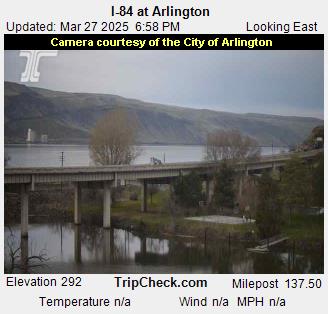 I-84 at Arlington
Updated: Mar 27 2025 6:58 PM Looking East
Camera courtesy of the City of Arlington
Elevation 292 TripCheck.com Milepost 137.50
Temperature n/a Wind n/a MPH n/a